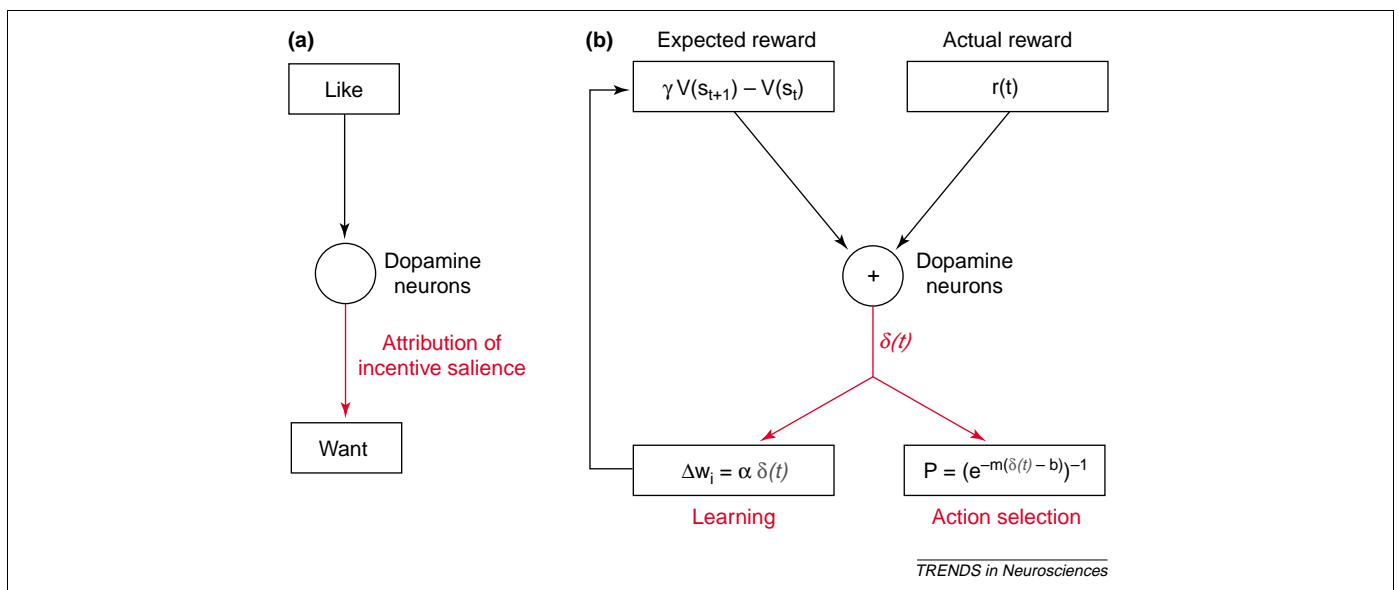 (a)
Like
Dopamine
neurons
Attribution of
incentive salience
Want
(b)
Expected reward
Actual reward
γ V(sₜ₊₁) – V(sₜ)
r(t)
+
Dopamine
neurons
δ(t)
Δwᵢ = α δ(t)
P = (e^–m(δ(t) – b))^–1
Learning
Action selection
TRENDS in Neurosciences